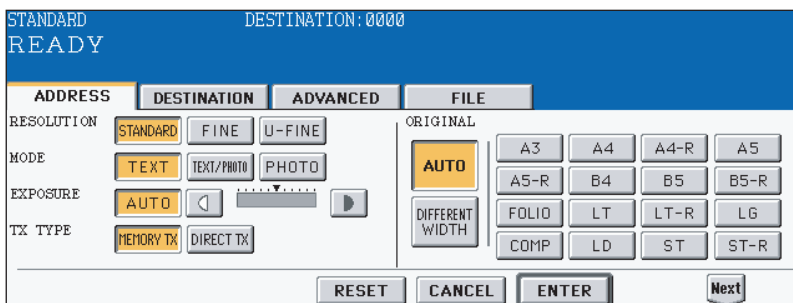 STANDARD DESTINATION:0000
READY
ADDRESS DESTINATION ADVANCED FILE
RESOLUTION STANDARD FINE U-FINE
MODE TEXT TEXT/PHOTO PHOTO
EXPOSURE AUTO
TX TYPE MEMORY TX DIRECT TX
ORIGINAL
AUTO
DIFFERENT
WIDTH
A3 A4 A4-R A5
A5-R B4 B5 B5-R
FOLIO LT LT-R LG
COMP LD ST ST-R
RESET CANCEL ENTER Next